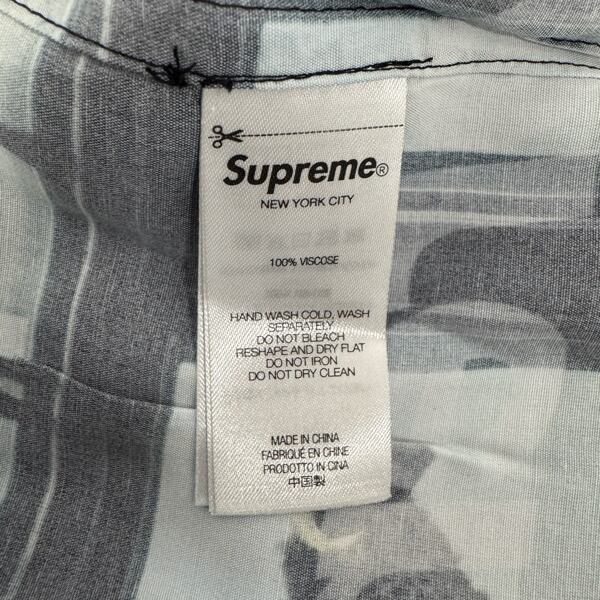 Supreme®
NEW YORK CITY
100% VISCOSE
HAND WASH COLD, WASH
SEPARATELY
DO NOT BLEACH
RESHAPE AND DRY FLAT
DO NOT IRON
DO NOT DRY CLEAN
MADE IN CHINA
FABRIQUÉ EN CHINE
PRODOTTO IN CINA
中国製